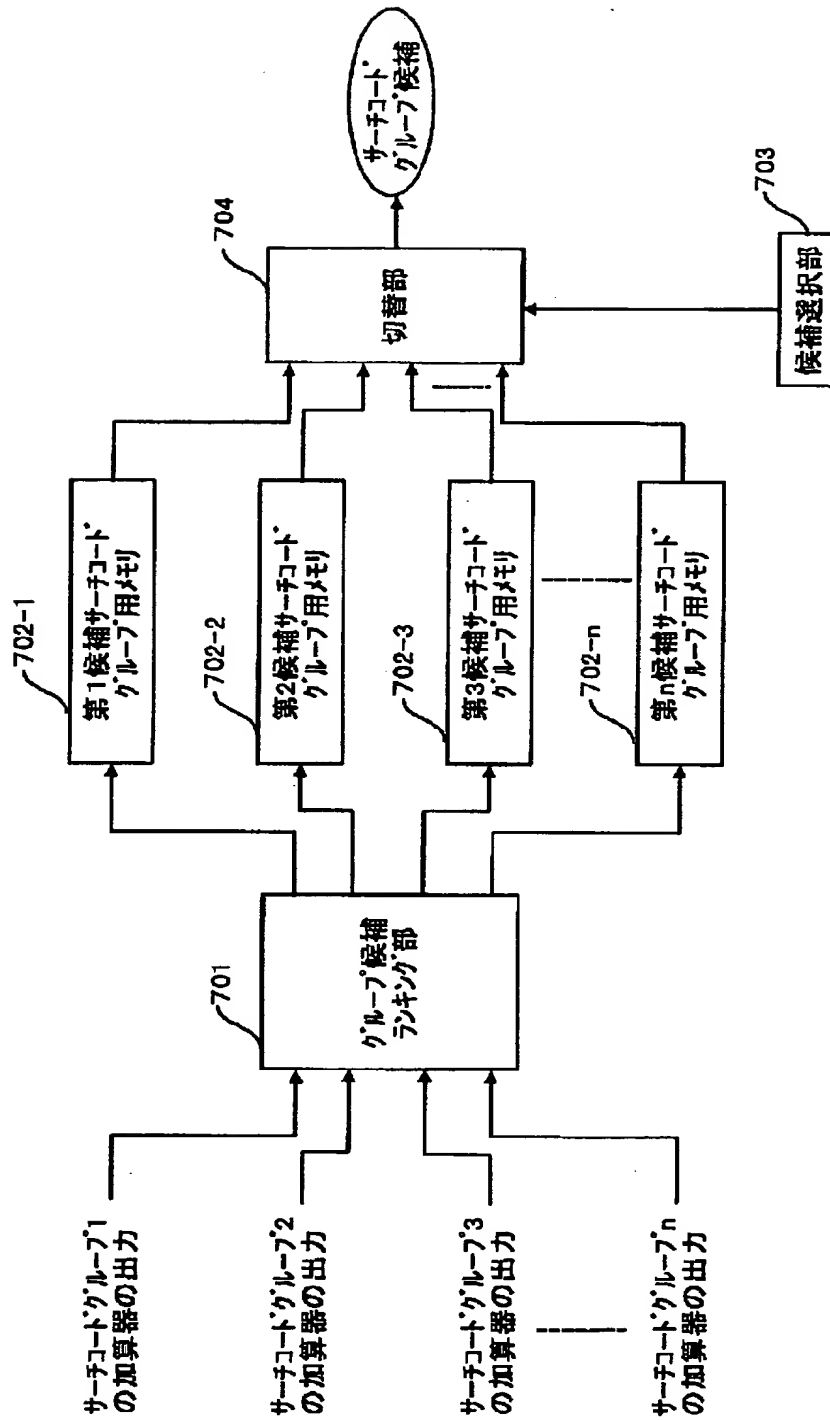 サーチコードグループ1
の加算器の出力
サーチコードグループ2
の加算器の出力
サーチコードグループ3
の加算器の出力
サーチコードグループn
の加算器の出力
701
グループ候補
ランキング部
702-1
第1候補サーチコード
グループ用メモリ
702-2
第2候補サーチコード
グループ用メモリ
702-3
第3候補サーチコード
グループ用メモリ
702-n
第n候補サーチコード
グループ用メモリ
704
切替部
サーチコード
グループ候補
703
候補選択部